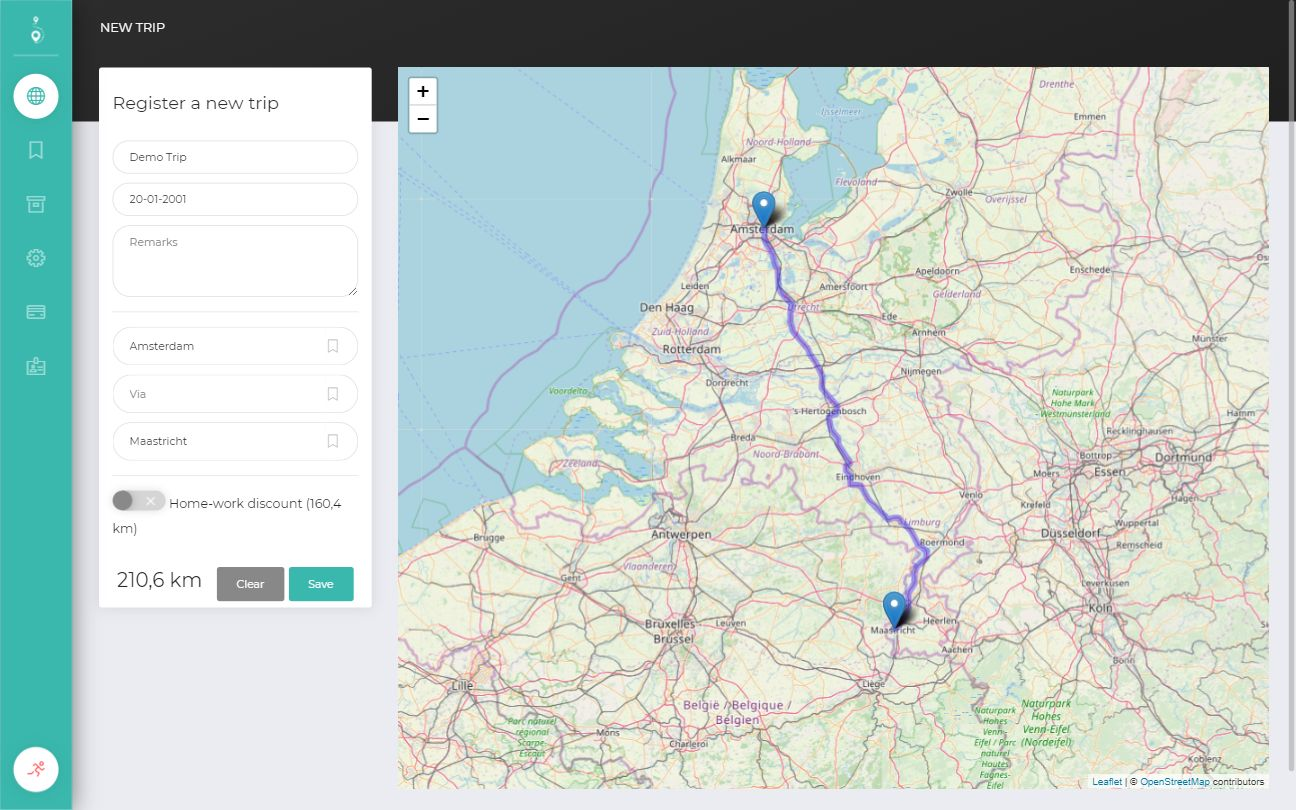 NEW TRIP
Register a new trip
Demo Trip
20-01-2001
Remarks
Amsterdam
Via
Maastricht
Home-work discount (160,4
km)
210,6 km
Clear
Save
+
−
Drenthe
Emmen
IJsselmeer
Noord-Holland
Alkmaar
Flevoland
Zwolle
Overijssel
Amsterdam
Apeldoorn
Enschede
Leiden
Amersfoort
Gelderland
Den Haag
Utrecht
Ede
Zuid-Holland
Arnhem
Münster
Rotterdam
Nijmegen
Dordrecht
Voordelta
Naturpark
Hohe Mark
-Westmünsterland
's-Hertogenbosch
Hamm
Breda
Recklinghausen
Noord-Brabant
Bottrop
Dortmund
Zeeland
Moers
Essen
Eindhoven
Venlo
Hagen
Krefeld
Limburg
Wuppertal
Brugge
Antwerpen
Düsseldorf
Roermond
Remscheid
Vlaanderen
Gent
Leverkusen
Köln
Bruxelles -
Brussel
Leuven
Maastricht
Heerlen
Aachen
Bonn
Lille
Liège
België / Belgique /
Belgien
Naturpark
Hohes
Venn-Eifel
(Nordeifel)
Naturpark
Hohes
Venn-
Eifel / Parc
naturel
Hautes
Fagnes-
Eifel
Parc naturel
régional
Scarpe-
Escaut
Mons
Charleroi
Koblenz
Leaflet | © OpenStreetMap contributors